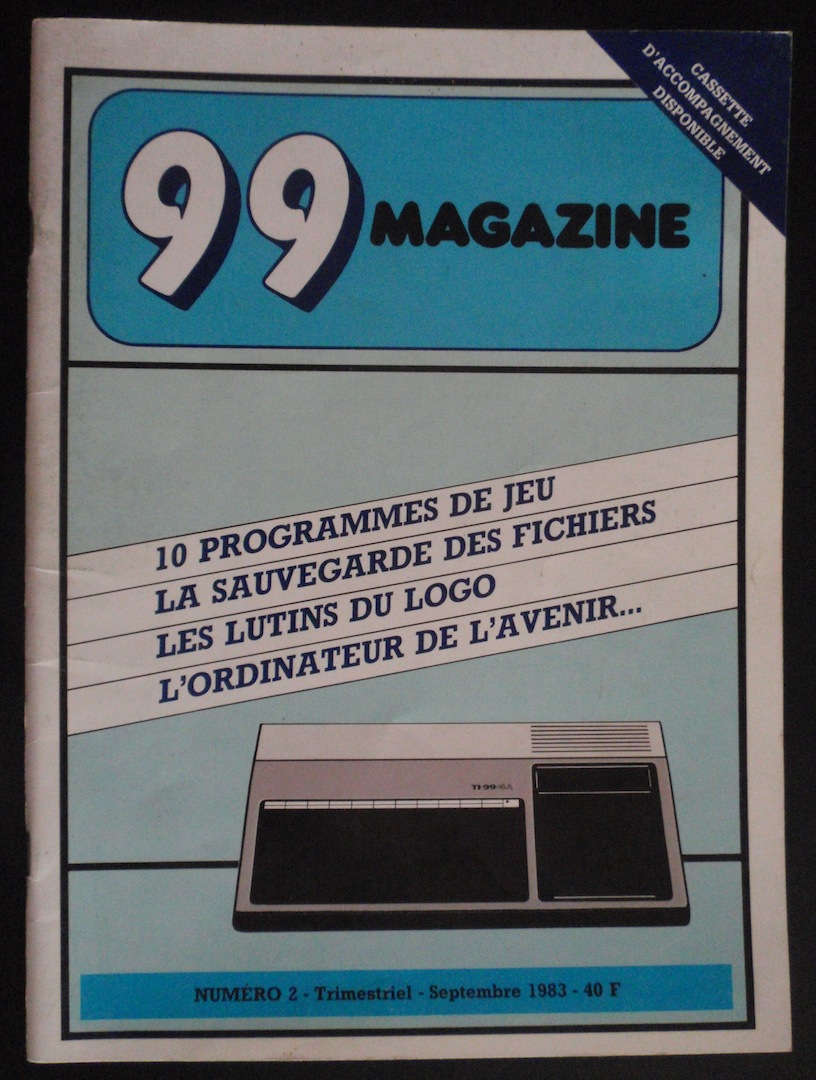 CASSETTE
D'ACCOMPAGNEMENT
DISPONIBLE
99 MAGAZINE
10 PROGRAMMES DE JEU
LA SAUVEGARDE DES FICHIERS
LES LUTINS DU LOGO
L'ORDINATEUR DE L'AVENIR...
TI-99/4A
NUMÉRO 2 - Trimestriel - Septembre 1983 - 40 F